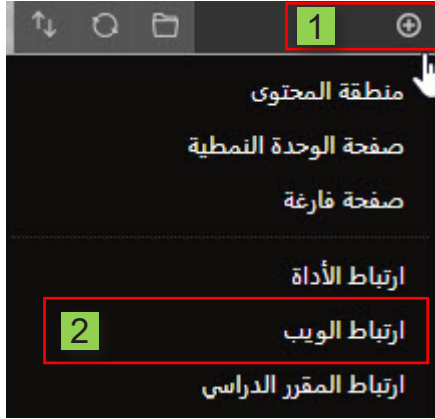 1
منطقة المحتوى
صفحة الوحدة النمطية
صفحة فارغة
ارتباط الأداة
ارتباط الويب
2
ارتباط المقرر الدراسي